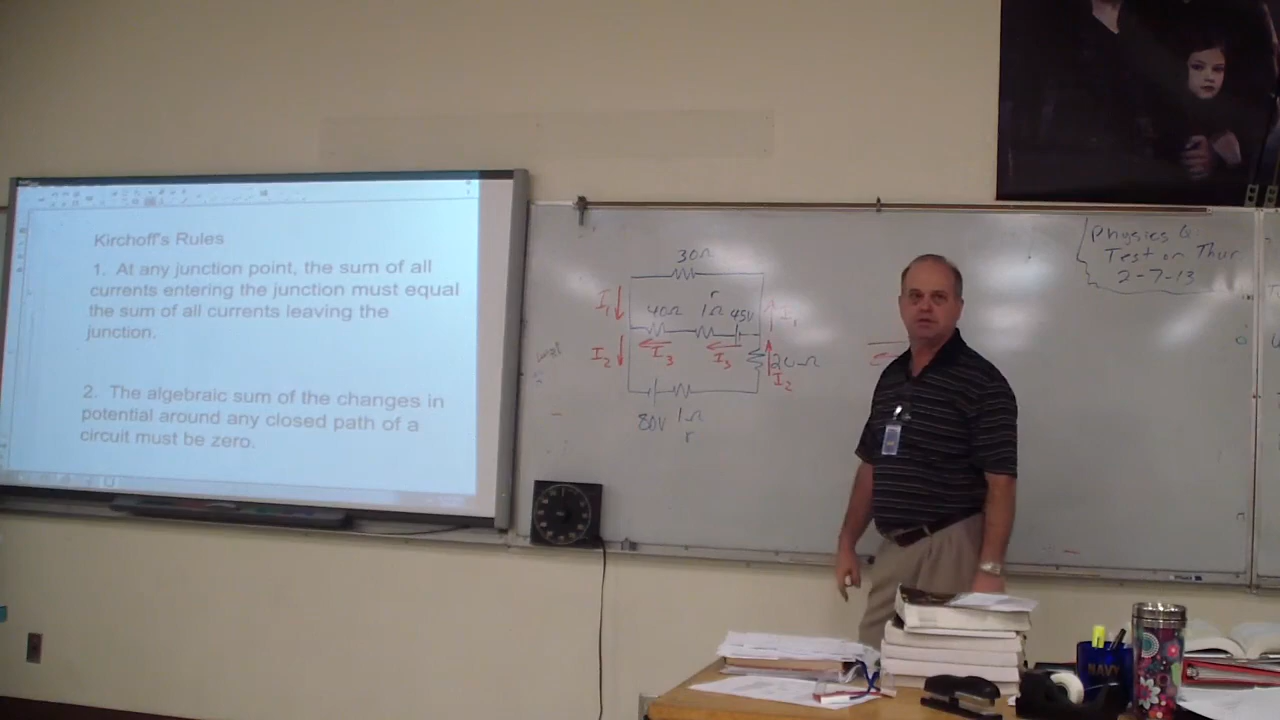 Kirchoff's Rules
1. At any junction point, the sum of all
currents entering the junction must equal
the sum of all currents leaving the
junction.
2. The algebraic sum of the changes in
potential around any closed path of a
circuit must be zero.
30Ω
I₁
40Ω
r
1Ω
45V
I₁
I₂
I₃
I₃
20Ω
I₂
80V
1Ω
r
Physics
Test on Thur
2-7-13
NAVY